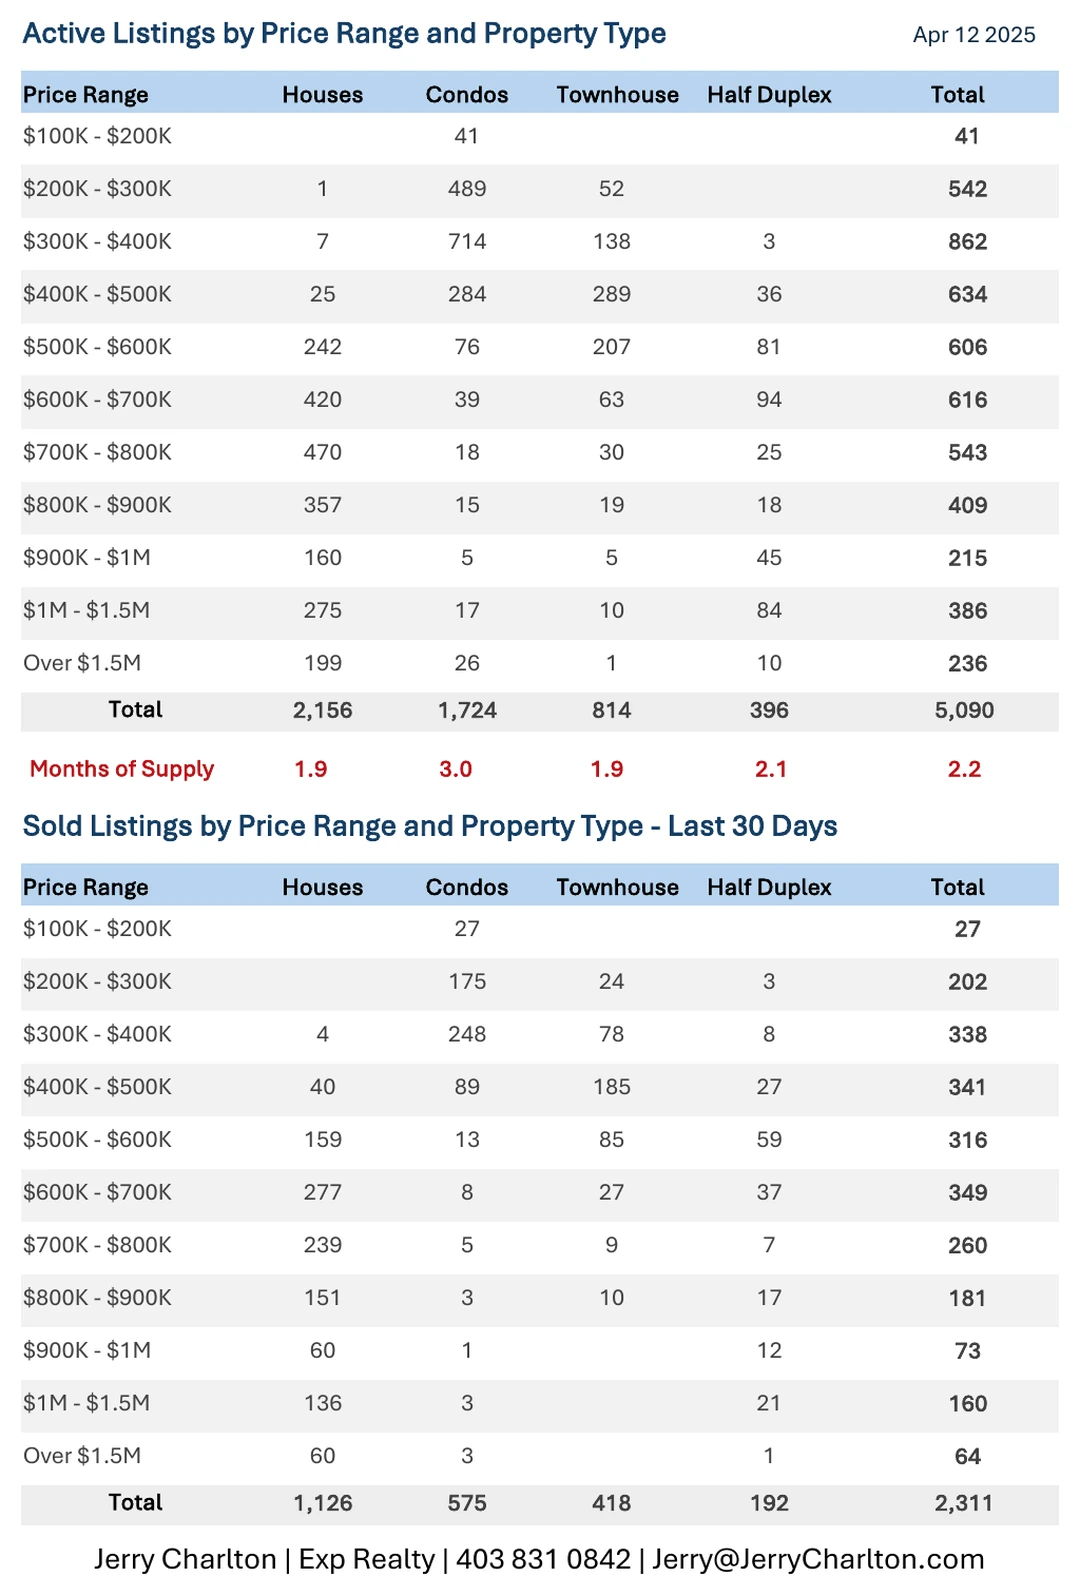 Active Listings by Price Range and Property Type Apr 12 2025
Price Range Houses Condos Townhouse Half Duplex Total
$100K - $200K 41 41
$200K - $300K 1 489 52 542
$300K - $400K 7 714 138 3 862
$400K - $500K 25 284 289 36 634
$500K - $600K 242 76 207 81 606
$600K - $700K 420 39 63 94 616
$700K - $800K 470 18 30 25 543
$800K - $900K 357 15 19 18 409
$900K - $1M 160 5 5 45 215
$1M - $1.5M 275 17 10 84 386
Over $1.5M 199 26 1 10 236
Total 2,156 1,724 814 396 5,090
Months of Supply 1.9 3.0 1.9 2.1 2.2
Sold Listings by Price Range and Property Type - Last 30 Days
Price Range Houses Condos Townhouse Half Duplex Total
$100K - $200K 27 27
$200K - $300K 175 24 3 202
$300K - $400K 4 248 78 8 338
$400K - $500K 40 89 185 27 341
$500K - $600K 159 13 85 59 316
$600K - $700K 277 8 27 37 349
$700K - $800K 239 5 9 7 260
$800K - $900K 151 3 10 17 181
$900K - $1M 60 1 12 73
$1M - $1.5M 136 3 21 160
Over $1.5M 60 3 1 64
Total 1,126 575 418 192 2,311
Jerry Charlton | Exp Realty | 403 831 0842 | Jerry@JerryCharlton.com